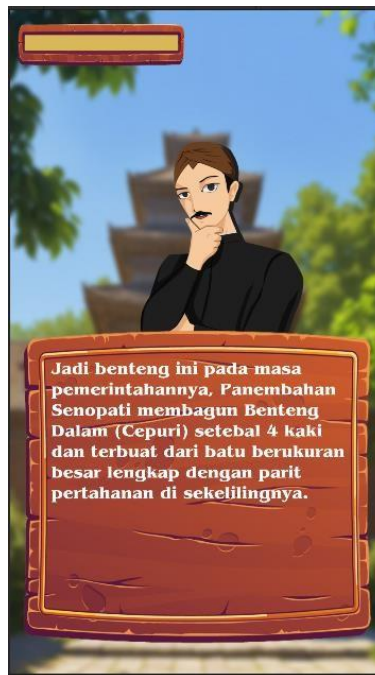 Jadi benteng ini pada masa
pemerintahannya, Panembahan
Senopati membagun Benteng
Dalam (Cepuri) setebal 4 kaki
dan terbuat dari batu berukuran
besar lengkap dengan parit
pertahanan di sekelilingnya.